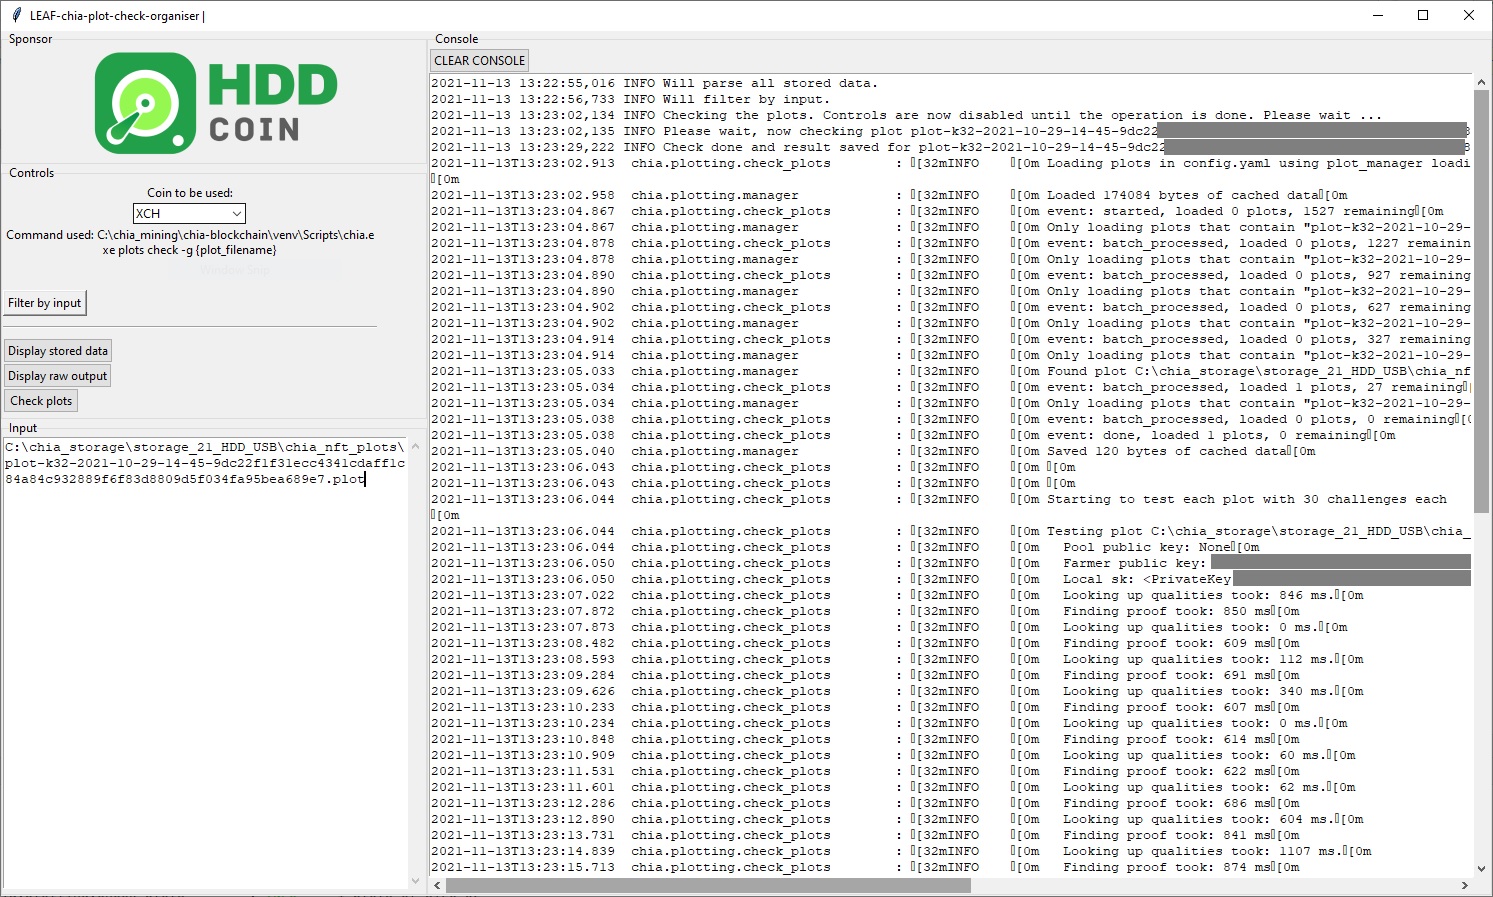 LEAF-chia-plot-check-organiser |
Sponsor
HDD
COIN
Controls
Coin to be used:
XCH
Command used: C:\chia_mining\chia-blockchain\venv\Scripts\chia.e
xe plots check -g {plot_filename}
Filter by input
Display stored data
Display raw output
Check plots
Input
C:\chia_storage\storage_21_HDD_USB\chia_nft_plots\
plot-k32-2021-10-29-14-45-9dc22f1f31ecc4341cdaff1c
84a84c932889f6f83d8809d5f034fa95bea689e7.plot
Console
CLEAR CONSOLE
2021-11-13 13:22:55,016 INFO Will parse all stored data.
2021-11-13 13:22:56,733 INFO Will filter by input.
2021-11-13 13:23:02,134 INFO Checking the plots. Controls are now disabled until the operation is done. Please wait ...
2021-11-13 13:23:02,135 INFO Please wait, now checking plot plot-k32-2021-10-29-14-45-9dc22
2021-11-13 13:23:29,222 INFO Check done and result saved for plot-k32-2021-10-29-14-45-9dc22
2021-11-13T13:23:02.913 chia.plotting.check_plots : [32mINFO [0m Loading plots in config.yaml using plot_manager loadi
[0m
2021-11-13T13:23:02.958 chia.plotting.manager : [32mINFO [0m Loaded 174084 bytes of cached data[0m
2021-11-13T13:23:04.867 chia.plotting.check_plots : [32mINFO [0m event: started, loaded 0 plots, 1527 remaining[0m
2021-11-13T13:23:04.867 chia.plotting.manager : [32mINFO [0m Only loading plots that contain "plot-k32-2021-10-29-
2021-11-13T13:23:04.878 chia.plotting.check_plots : [32mINFO [0m event: batch_processed, loaded 0 plots, 1227 remainin
2021-11-13T13:23:04.878 chia.plotting.manager : [32mINFO [0m Only loading plots that contain "plot-k32-2021-10-29-
2021-11-13T13:23:04.890 chia.plotting.check_plots : [32mINFO [0m event: batch_processed, loaded 0 plots, 927 remaining
2021-11-13T13:23:04.890 chia.plotting.manager : [32mINFO [0m Only loading plots that contain "plot-k32-2021-10-29-
2021-11-13T13:23:04.902 chia.plotting.check_plots : [32mINFO [0m event: batch_processed, loaded 0 plots, 627 remaining
2021-11-13T13:23:04.902 chia.plotting.manager : [32mINFO [0m Only loading plots that contain "plot-k32-2021-10-29-
2021-11-13T13:23:04.914 chia.plotting.check_plots : [32mINFO [0m event: batch_processed, loaded 0 plots, 327 remaining
2021-11-13T13:23:04.914 chia.plotting.manager : [32mINFO [0m Only loading plots that contain "plot-k32-2021-10-29-
2021-11-13T13:23:05.033 chia.plotting.manager : [32mINFO [0m Found plot C:\chia_storage\storage_21_HDD_USB\chia_nf
2021-11-13T13:23:05.034 chia.plotting.check_plots : [32mINFO [0m event: batch_processed, loaded 1 plots, 27 remaining
2021-11-13T13:23:05.034 chia.plotting.manager : [32mINFO [0m Only loading plots that contain "plot-k32-2021-10-29-
2021-11-13T13:23:05.038 chia.plotting.check_plots : [32mINFO [0m event: batch_processed, loaded 0 plots, 0 remaining[0
2021-11-13T13:23:05.038 chia.plotting.check_plots : [32mINFO [0m event: done, loaded 1 plots, 0 remaining[0m
2021-11-13T13:23:05.040 chia.plotting.manager : [32mINFO [0m Saved 120 bytes of cached data[0m
2021-11-13T13:23:06.043 chia.plotting.check_plots : [32mINFO [0m [0m
2021-11-13T13:23:06.043 chia.plotting.check_plots : [32mINFO [0m [0m
2021-11-13T13:23:06.044 chia.plotting.check_plots : [32mINFO [0m Starting to test each plot with 30 challenges each
[0m
2021-11-13T13:23:06.044 chia.plotting.check_plots : [32mINFO [0m Testing plot C:\chia_storage\storage_21_HDD_USB\chia_
2021-11-13T13:23:06.044 chia.plotting.check_plots : [32mINFO [0m Pool public key: None[0m
2021-11-13T13:23:06.050 chia.plotting.check_plots : [32mINFO [0m Farmer public key:
2021-11-13T13:23:06.050 chia.plotting.check_plots : [32mINFO [0m Local sk: <PrivateKey
2021-11-13T13:23:07.022 chia.plotting.check_plots : [32mINFO [0m Looking up qualities took: 846 ms.[0m
2021-11-13T13:23:07.872 chia.plotting.check_plots : [32mINFO [0m Finding proof took: 850 ms[0m
2021-11-13T13:23:07.873 chia.plotting.check_plots : [32mINFO [0m Looking up qualities took: 0 ms.[0m
2021-11-13T13:23:08.482 chia.plotting.check_plots : [32mINFO [0m Finding proof took: 609 ms[0m
2021-11-13T13:23:08.593 chia.plotting.check_plots : [32mINFO [0m Looking up qualities took: 112 ms.[0m
2021-11-13T13:23:09.284 chia.plotting.check_plots : [32mINFO [0m Finding proof took: 691 ms[0m
2021-11-13T13:23:09.626 chia.plotting.check_plots : [32mINFO [0m Looking up qualities took: 340 ms.[0m
2021-11-13T13:23:10.233 chia.plotting.check_plots : [32mINFO [0m Finding proof took: 607 ms[0m
2021-11-13T13:23:10.234 chia.plotting.check_plots : [32mINFO [0m Looking up qualities took: 0 ms.[0m
2021-11-13T13:23:10.848 chia.plotting.check_plots : [32mINFO [0m Finding proof took: 614 ms[0m
2021-11-13T13:23:10.909 chia.plotting.check_plots : [32mINFO [0m Looking up qualities took: 60 ms.[0m
2021-11-13T13:23:11.531 chia.plotting.check_plots : [32mINFO [0m Finding proof took: 622 ms[0m
2021-11-13T13:23:11.601 chia.plotting.check_plots : [32mINFO [0m Looking up qualities took: 62 ms.[0m
2021-11-13T13:23:12.286 chia.plotting.check_plots : [32mINFO [0m Finding proof took: 686 ms[0m
2021-11-13T13:23:12.890 chia.plotting.check_plots : [32mINFO [0m Looking up qualities took: 604 ms.[0m
2021-11-13T13:23:13.731 chia.plotting.check_plots : [32mINFO [0m Finding proof took: 841 ms[0m
2021-11-13T13:23:14.839 chia.plotting.check_plots : [32mINFO [0m Looking up qualities took: 1107 ms.[0m
2021-11-13T13:23:15.713 chia.plotting.check_plots : [32mINFO [0m Finding proof took: 874 ms[0m